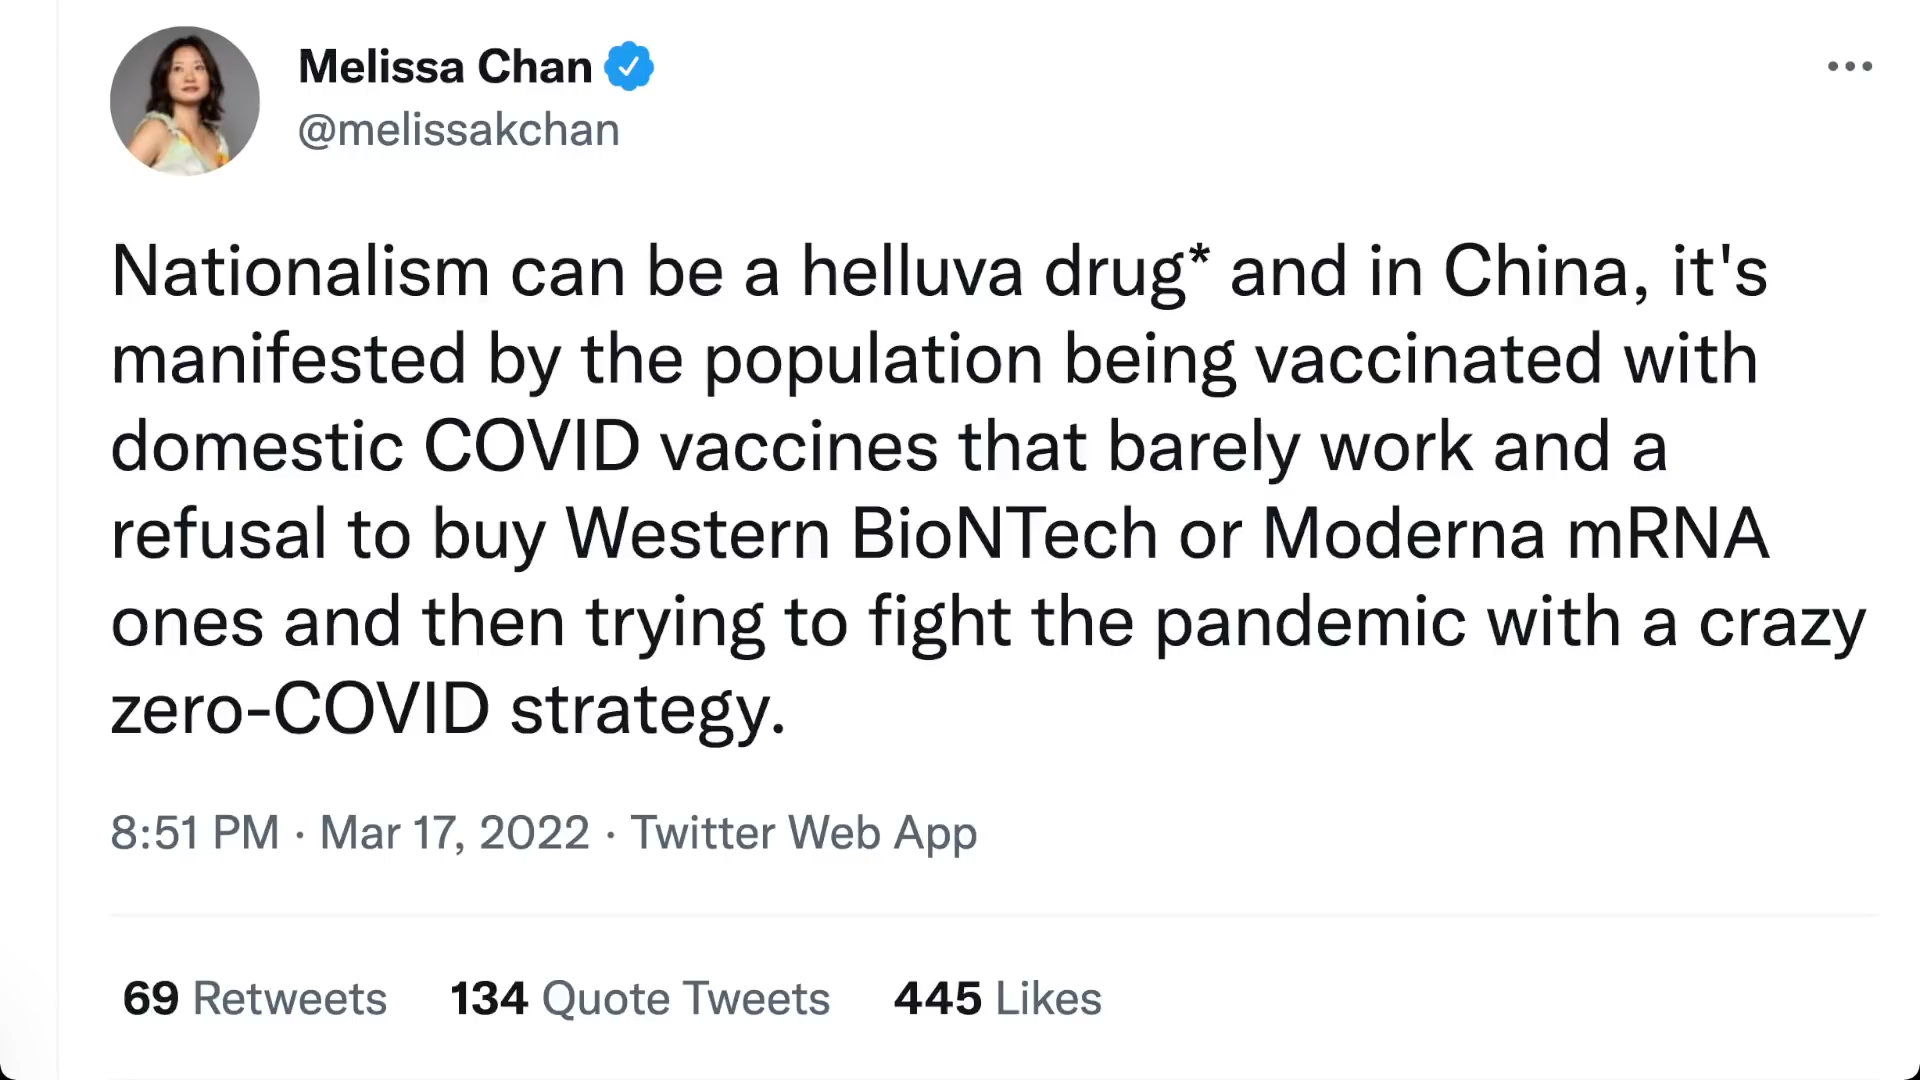 Melissa Chan
@melissakchan
Nationalism can be a helluva drug* and in China, it's
manifested by the population being vaccinated with
domestic COVID vaccines that barely work and a
refusal to buy Western BioNTech or Moderna mRNA
ones and then trying to fight the pandemic with a crazy
zero-COVID strategy.
8:51 PM · Mar 17, 2022 · Twitter Web App
69 Retweets 134 Quote Tweets 445 Likes